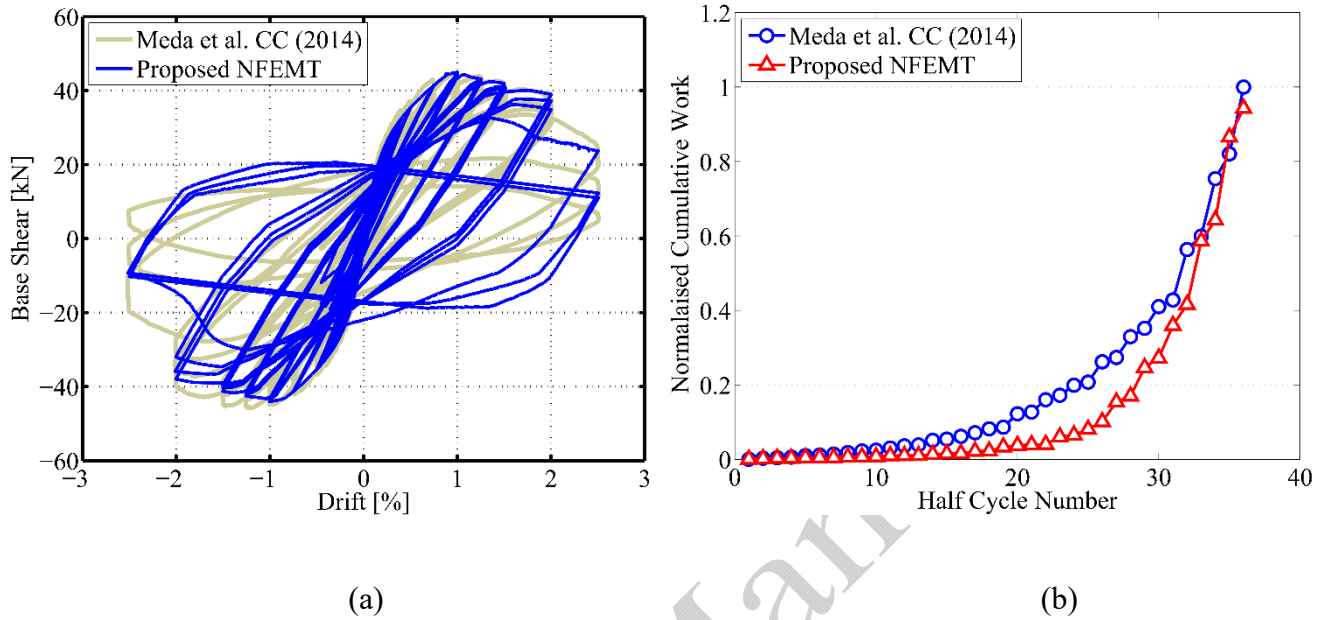 60
40
20
0
−20
−40
−60
−3
−2
−1
0
1
2
3
Base Shear [kN]
Drift [%]
Meda et al. CC (2014)
Proposed NFEMT
1.2
1
0.8
0.6
0.4
0.2
0
0
10
20
30
40
Normalaised Cumulative Work
Half Cycle Number
Meda et al. CC (2014)
Proposed NFEMT
(a)
(b)
Man